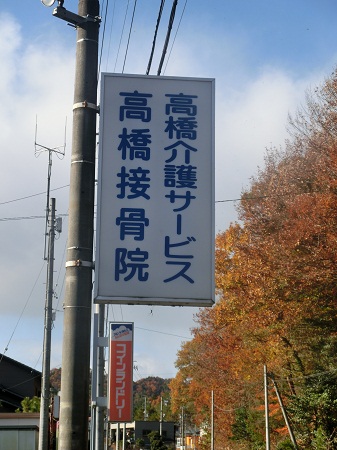 高橋介護サービス
高橋接骨院
コインランドリー